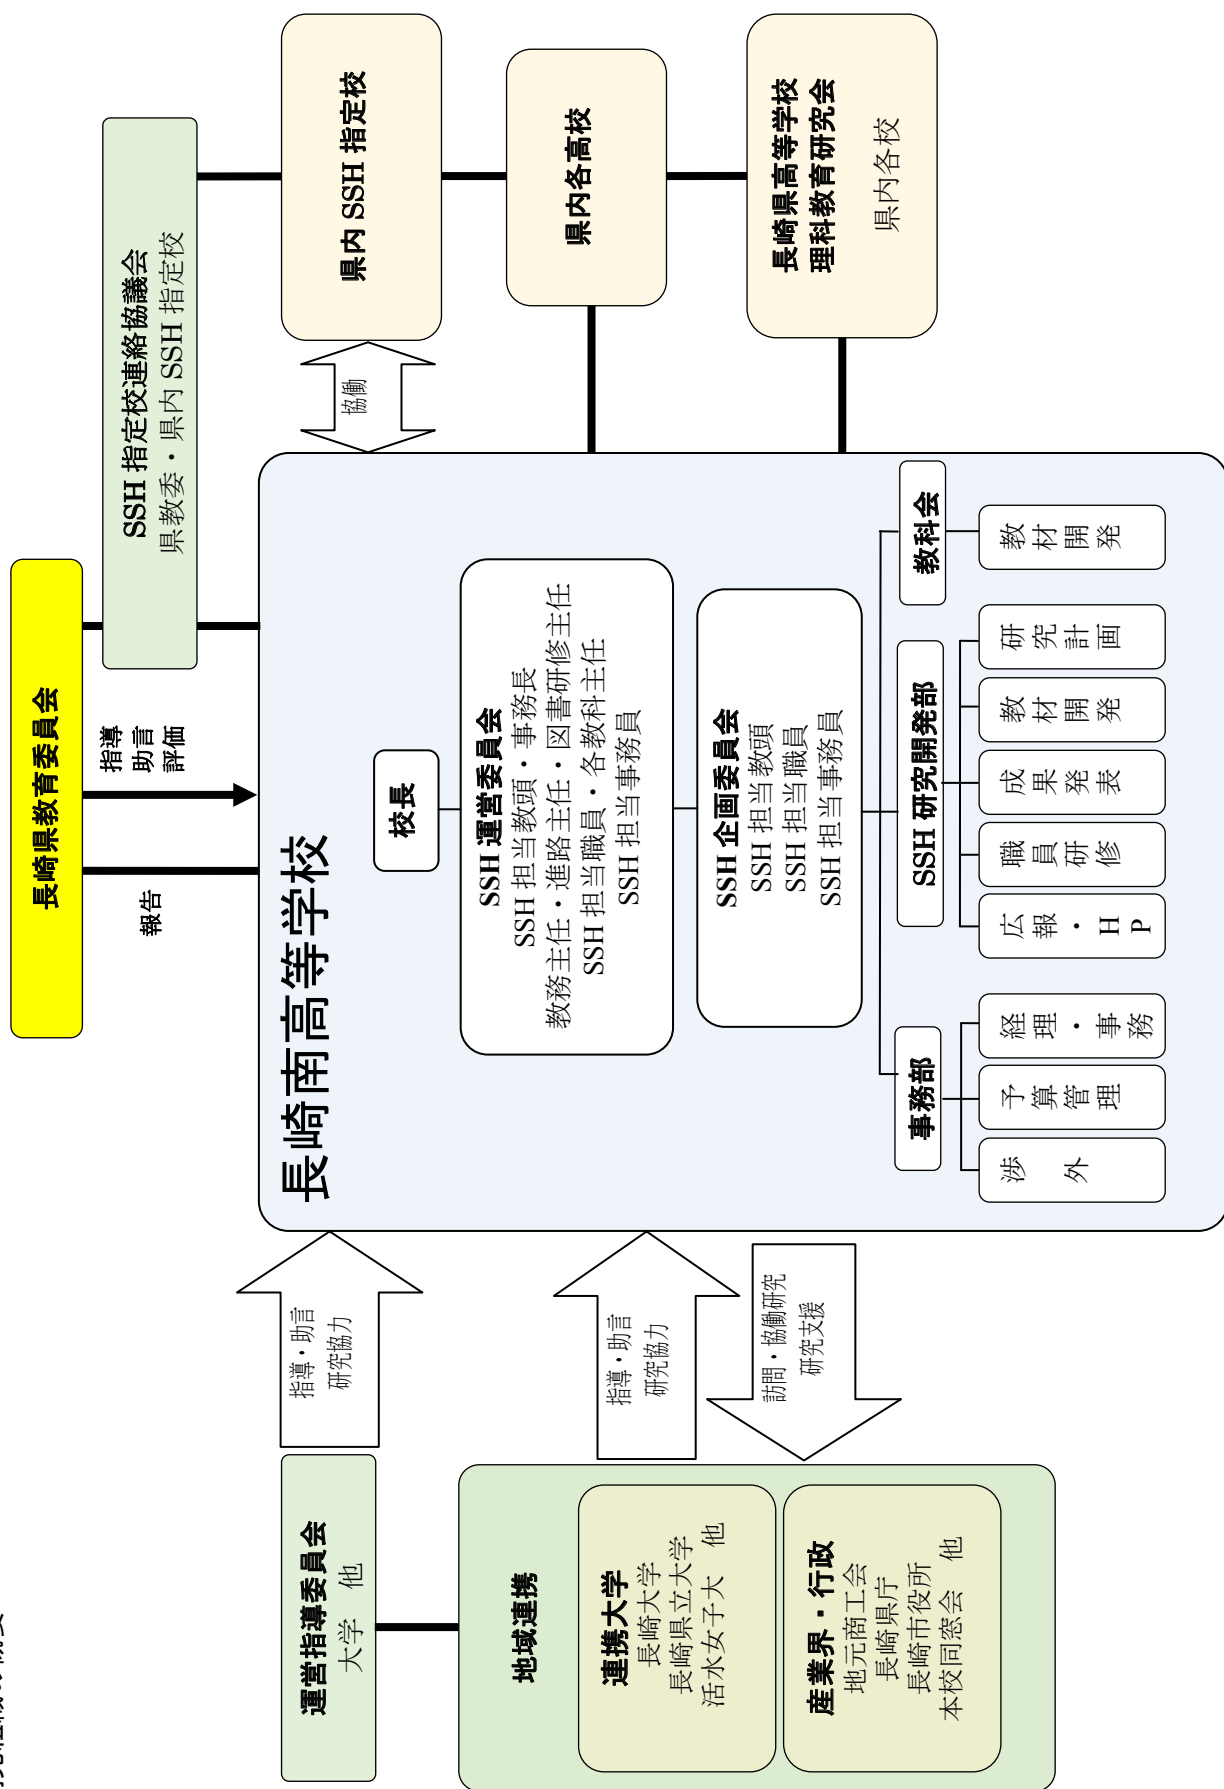 長崎県教育委員会
報告
指導
助言
評価
SSH 指定校連絡協議会
県教委・県内 SSH 指定校
運営指導委員会
大学　他
指導・助言
研究協力
長崎南高等学校
協働
県内 SSH 指定校
校長
SSH 運営委員会
SSH 担当教頭・事務長
教務主任・進路主任・図書研修主任
SSH 担当職員・各教科主任
SSH 担当事務員
県内各高校
地域連携
連携大学
長崎大学
長崎県立大学
活水女子大　他
指導・助言
研究協力
SSH 企画委員会
SSH 担当教頭
SSH 担当職員
SSH 担当事務員
長崎県高等学校
理科教育研究会
県内各校
産業界・行政
地元商工会
長崎県庁
長崎市役所
本校同窓会　他
訪問・協働研究
研究支援
事務部
SSH 研究開発部
教科会
渉外
予算管理
経理・事務
広報・HP
職員研修
成果発表
教材開発
研究計画
教材開発